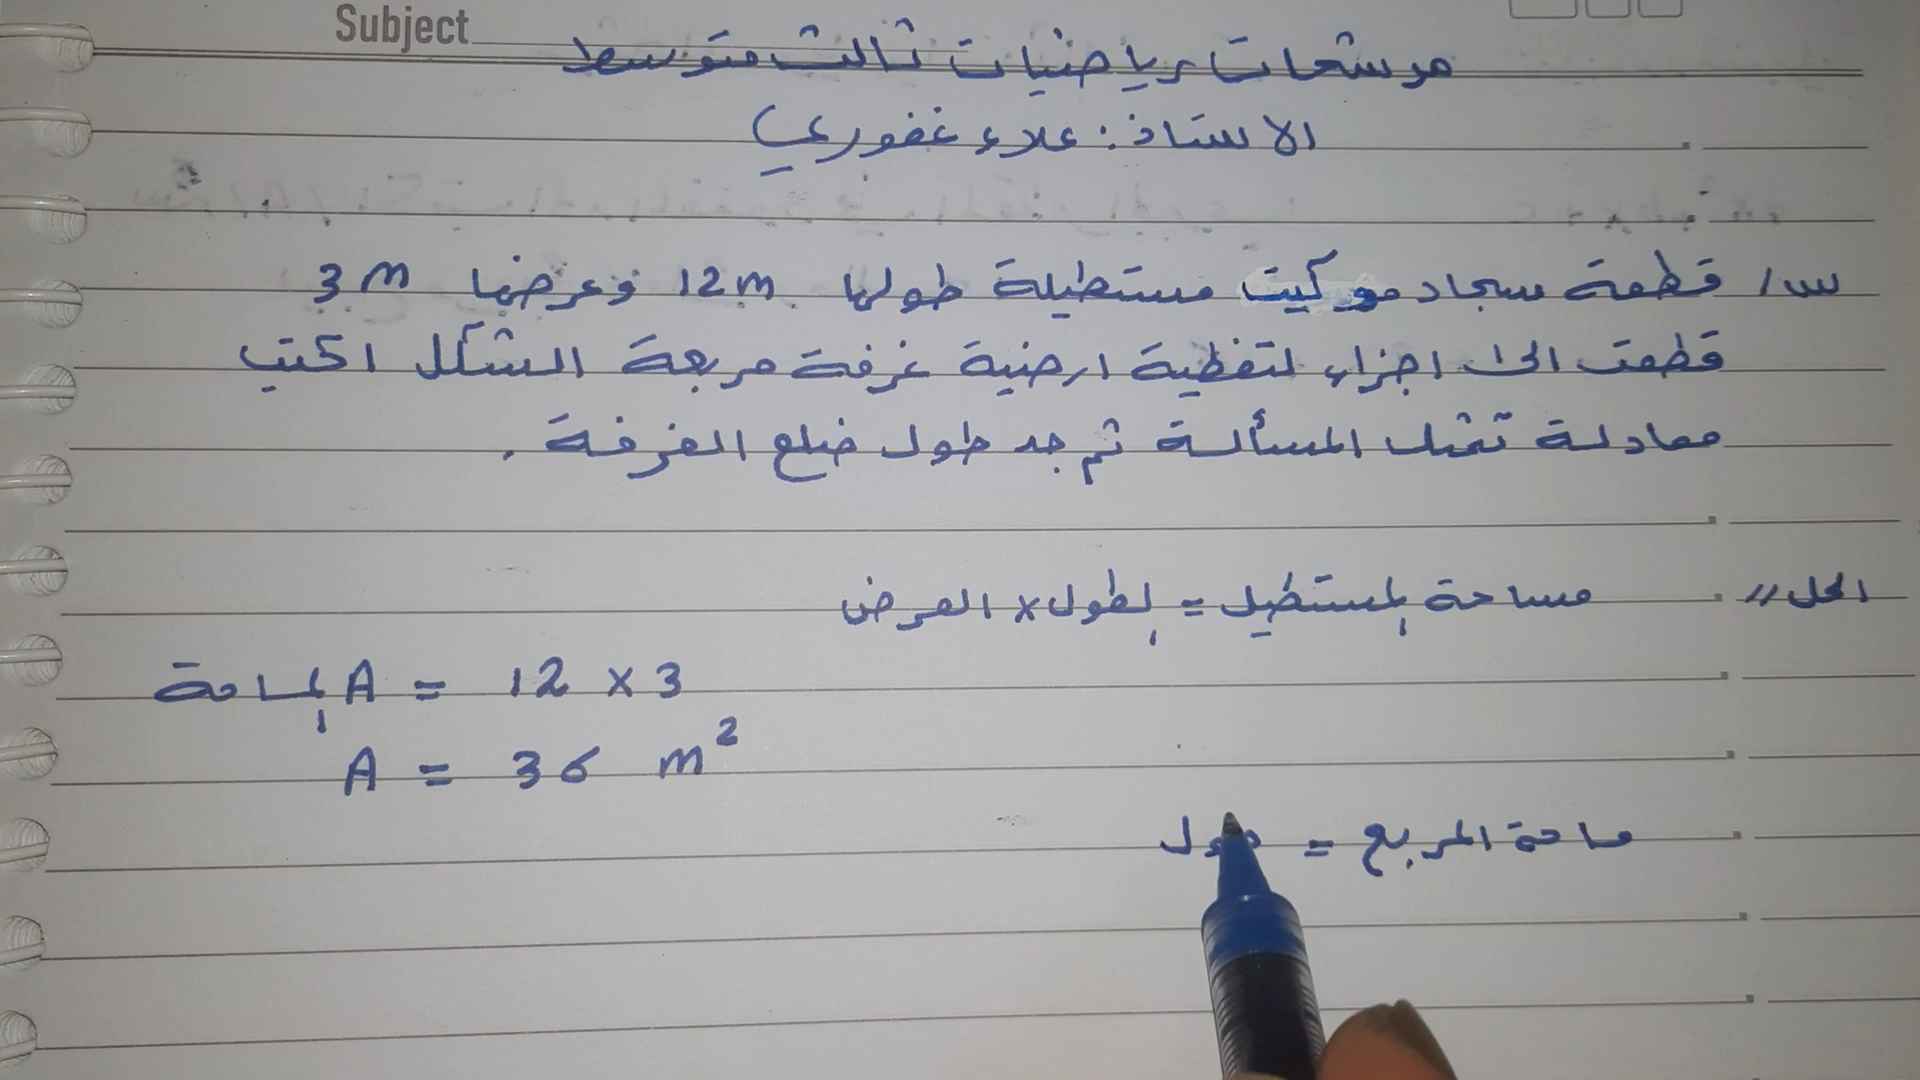 Subject
مرشحات رياضيات ثالث متوسط
الاستاذ: علاء غفوري
س/ قطعة سجاد موكيت مستطيلة طولها 12m وعرضها 3m
قطعت الى اجزاء لتغطية ارضية غرفة مربعة الشكل اكتب
معادلة تمثل المسألة ثم جد طول ضلع الغرفة.
الحل// مساحة المستطيل = الطول × العرض
المساحة A = 12 × 3
A = 36 m²
مساحة المربع = طول